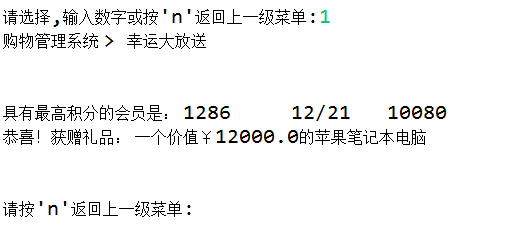 请选择,输入数字或按'n'返回上一级菜单:1
购物管理系统 > 幸运大放送
具有最高积分的会员是: 1286 12/21 10080
恭喜! 获赠礼品: 一个价值￥12000.0的苹果笔记本电脑
请按'n'返回上一级菜单: